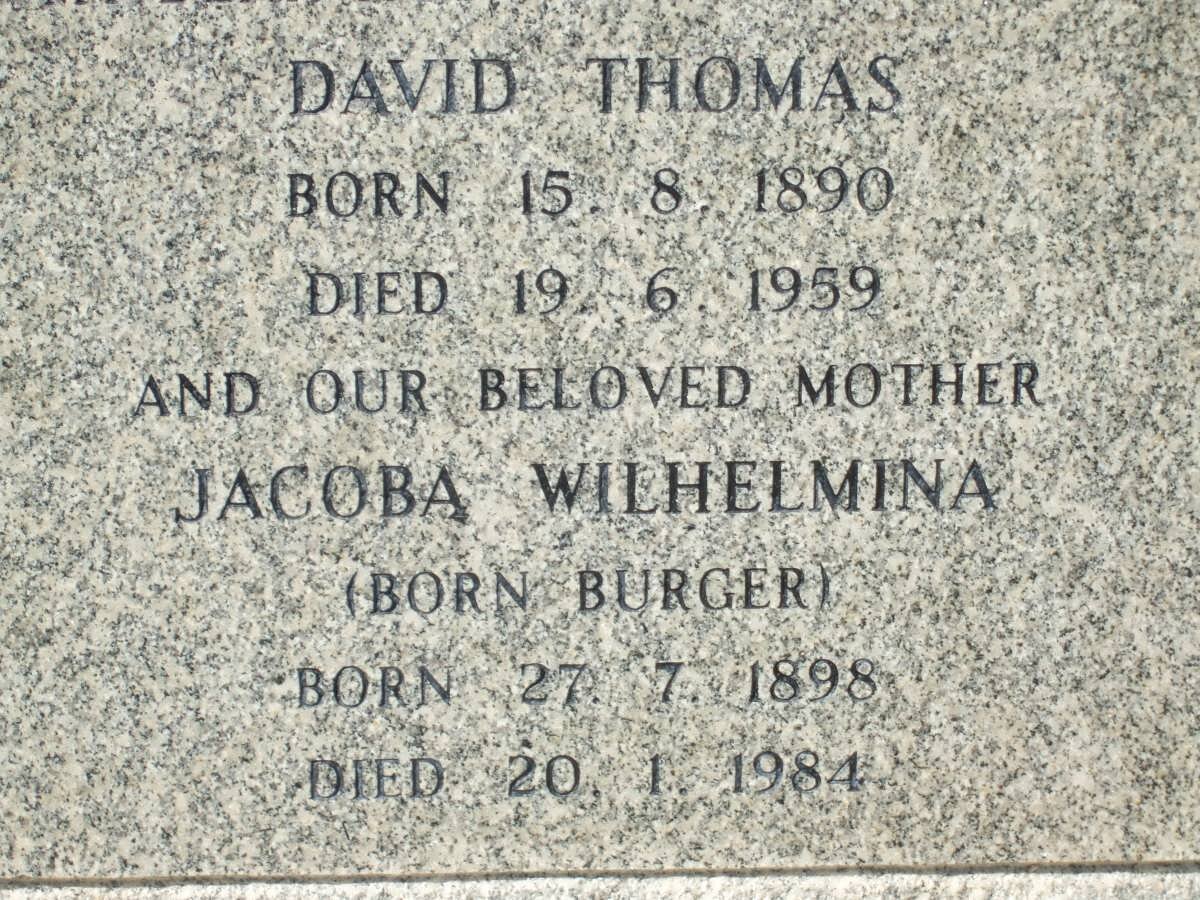 DAVID THOMAS
BORN 15. 8. 1890
DIED 19. 6. 1959
AND OUR BELOVED MOTHER
JACOBA WILHELMINA
(BORN BURGER)
BORN 27. 7. 1898
DIED 20. 1. 1984